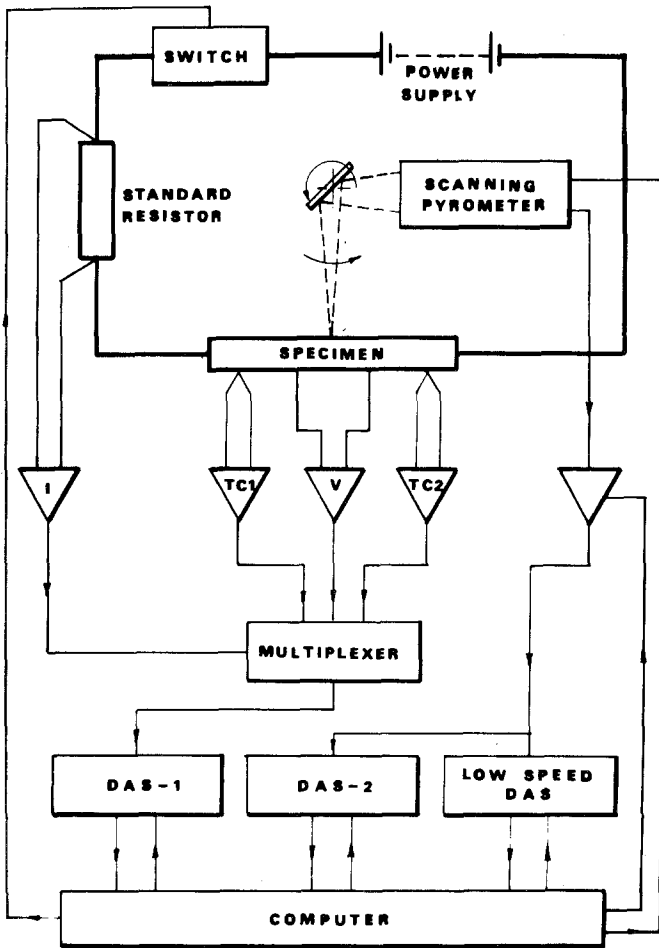 SWITCH
POWER
SUPPLY
STANDARD
RESISTOR
SCANNING
PYROMETER
SPECIMEN
I
TC1
V
TC2
MULTIPLEXER
DAS-1
DAS-2
LOW SPEED
DAS
COMPUTER